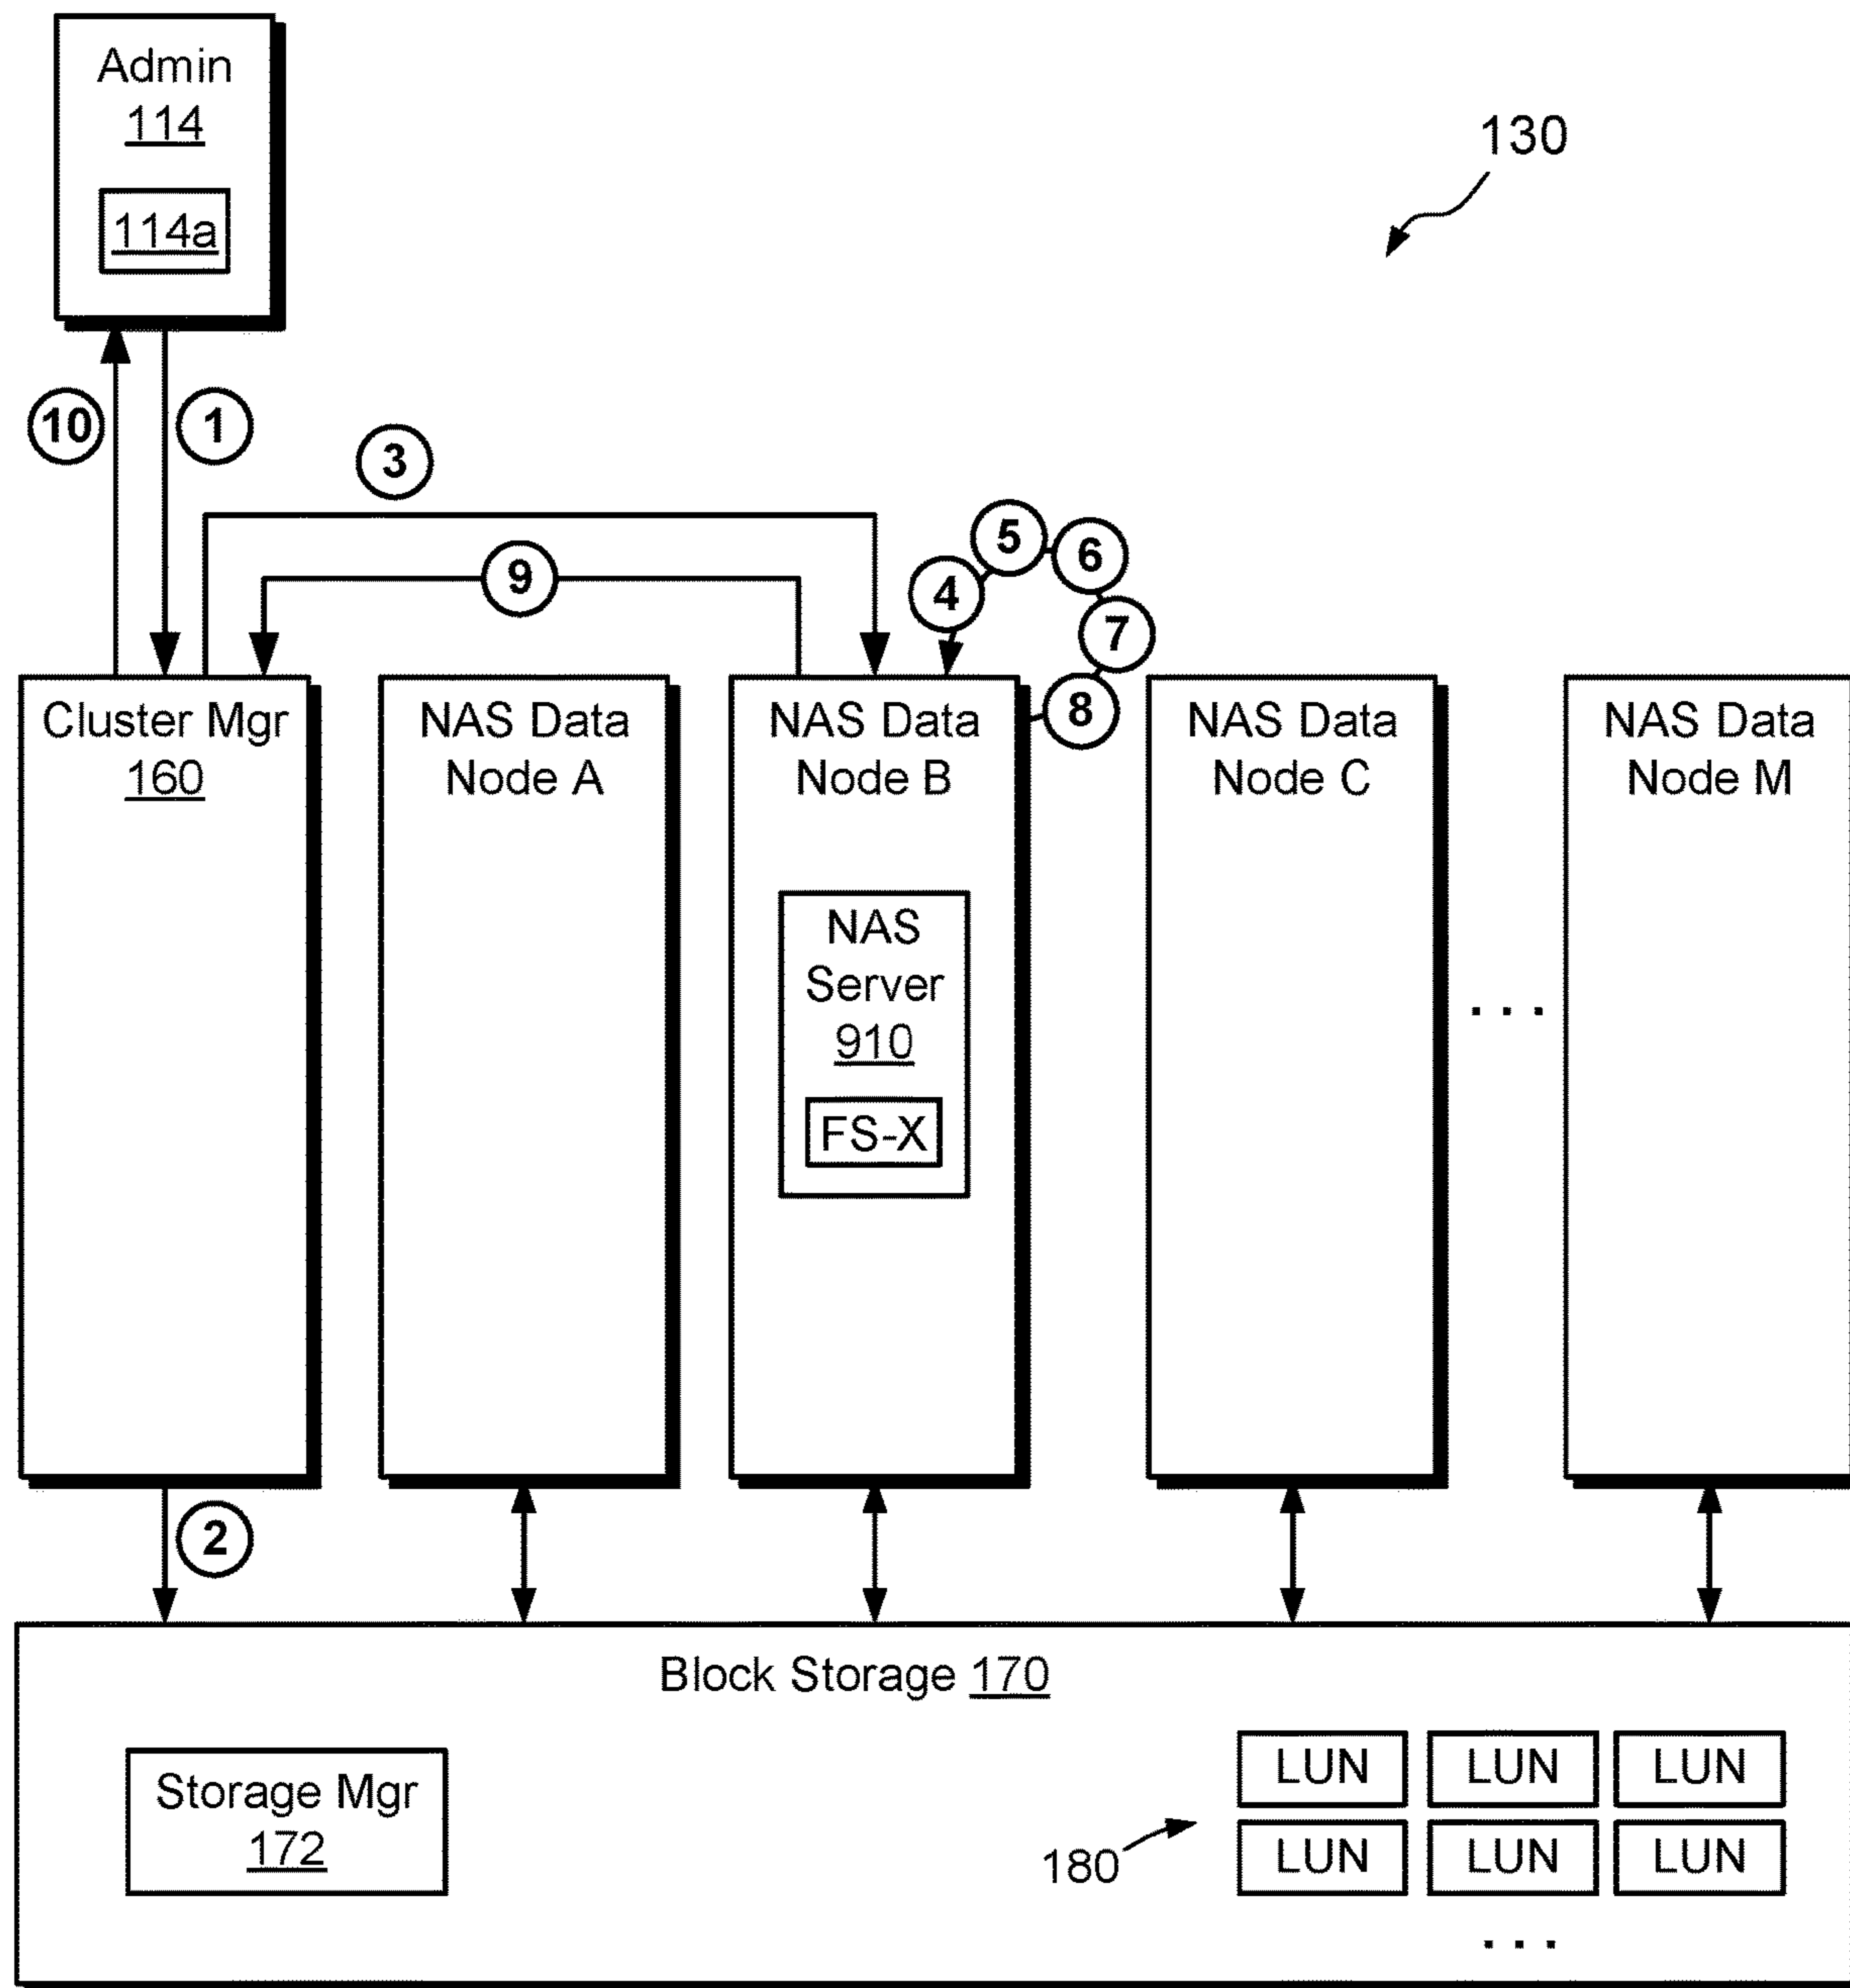 Admin
114
114a
130
10
1
3
9
5
6
4
7
8
Cluster Mgr
160
NAS Data
Node A
NAS Data
Node B
NAS Data
Node C
NAS Data
Node M
NAS
Server
910
FS-X
. . .
2
Block Storage 170
Storage Mgr
172
180
LUN LUN LUN
LUN LUN LUN
. . .